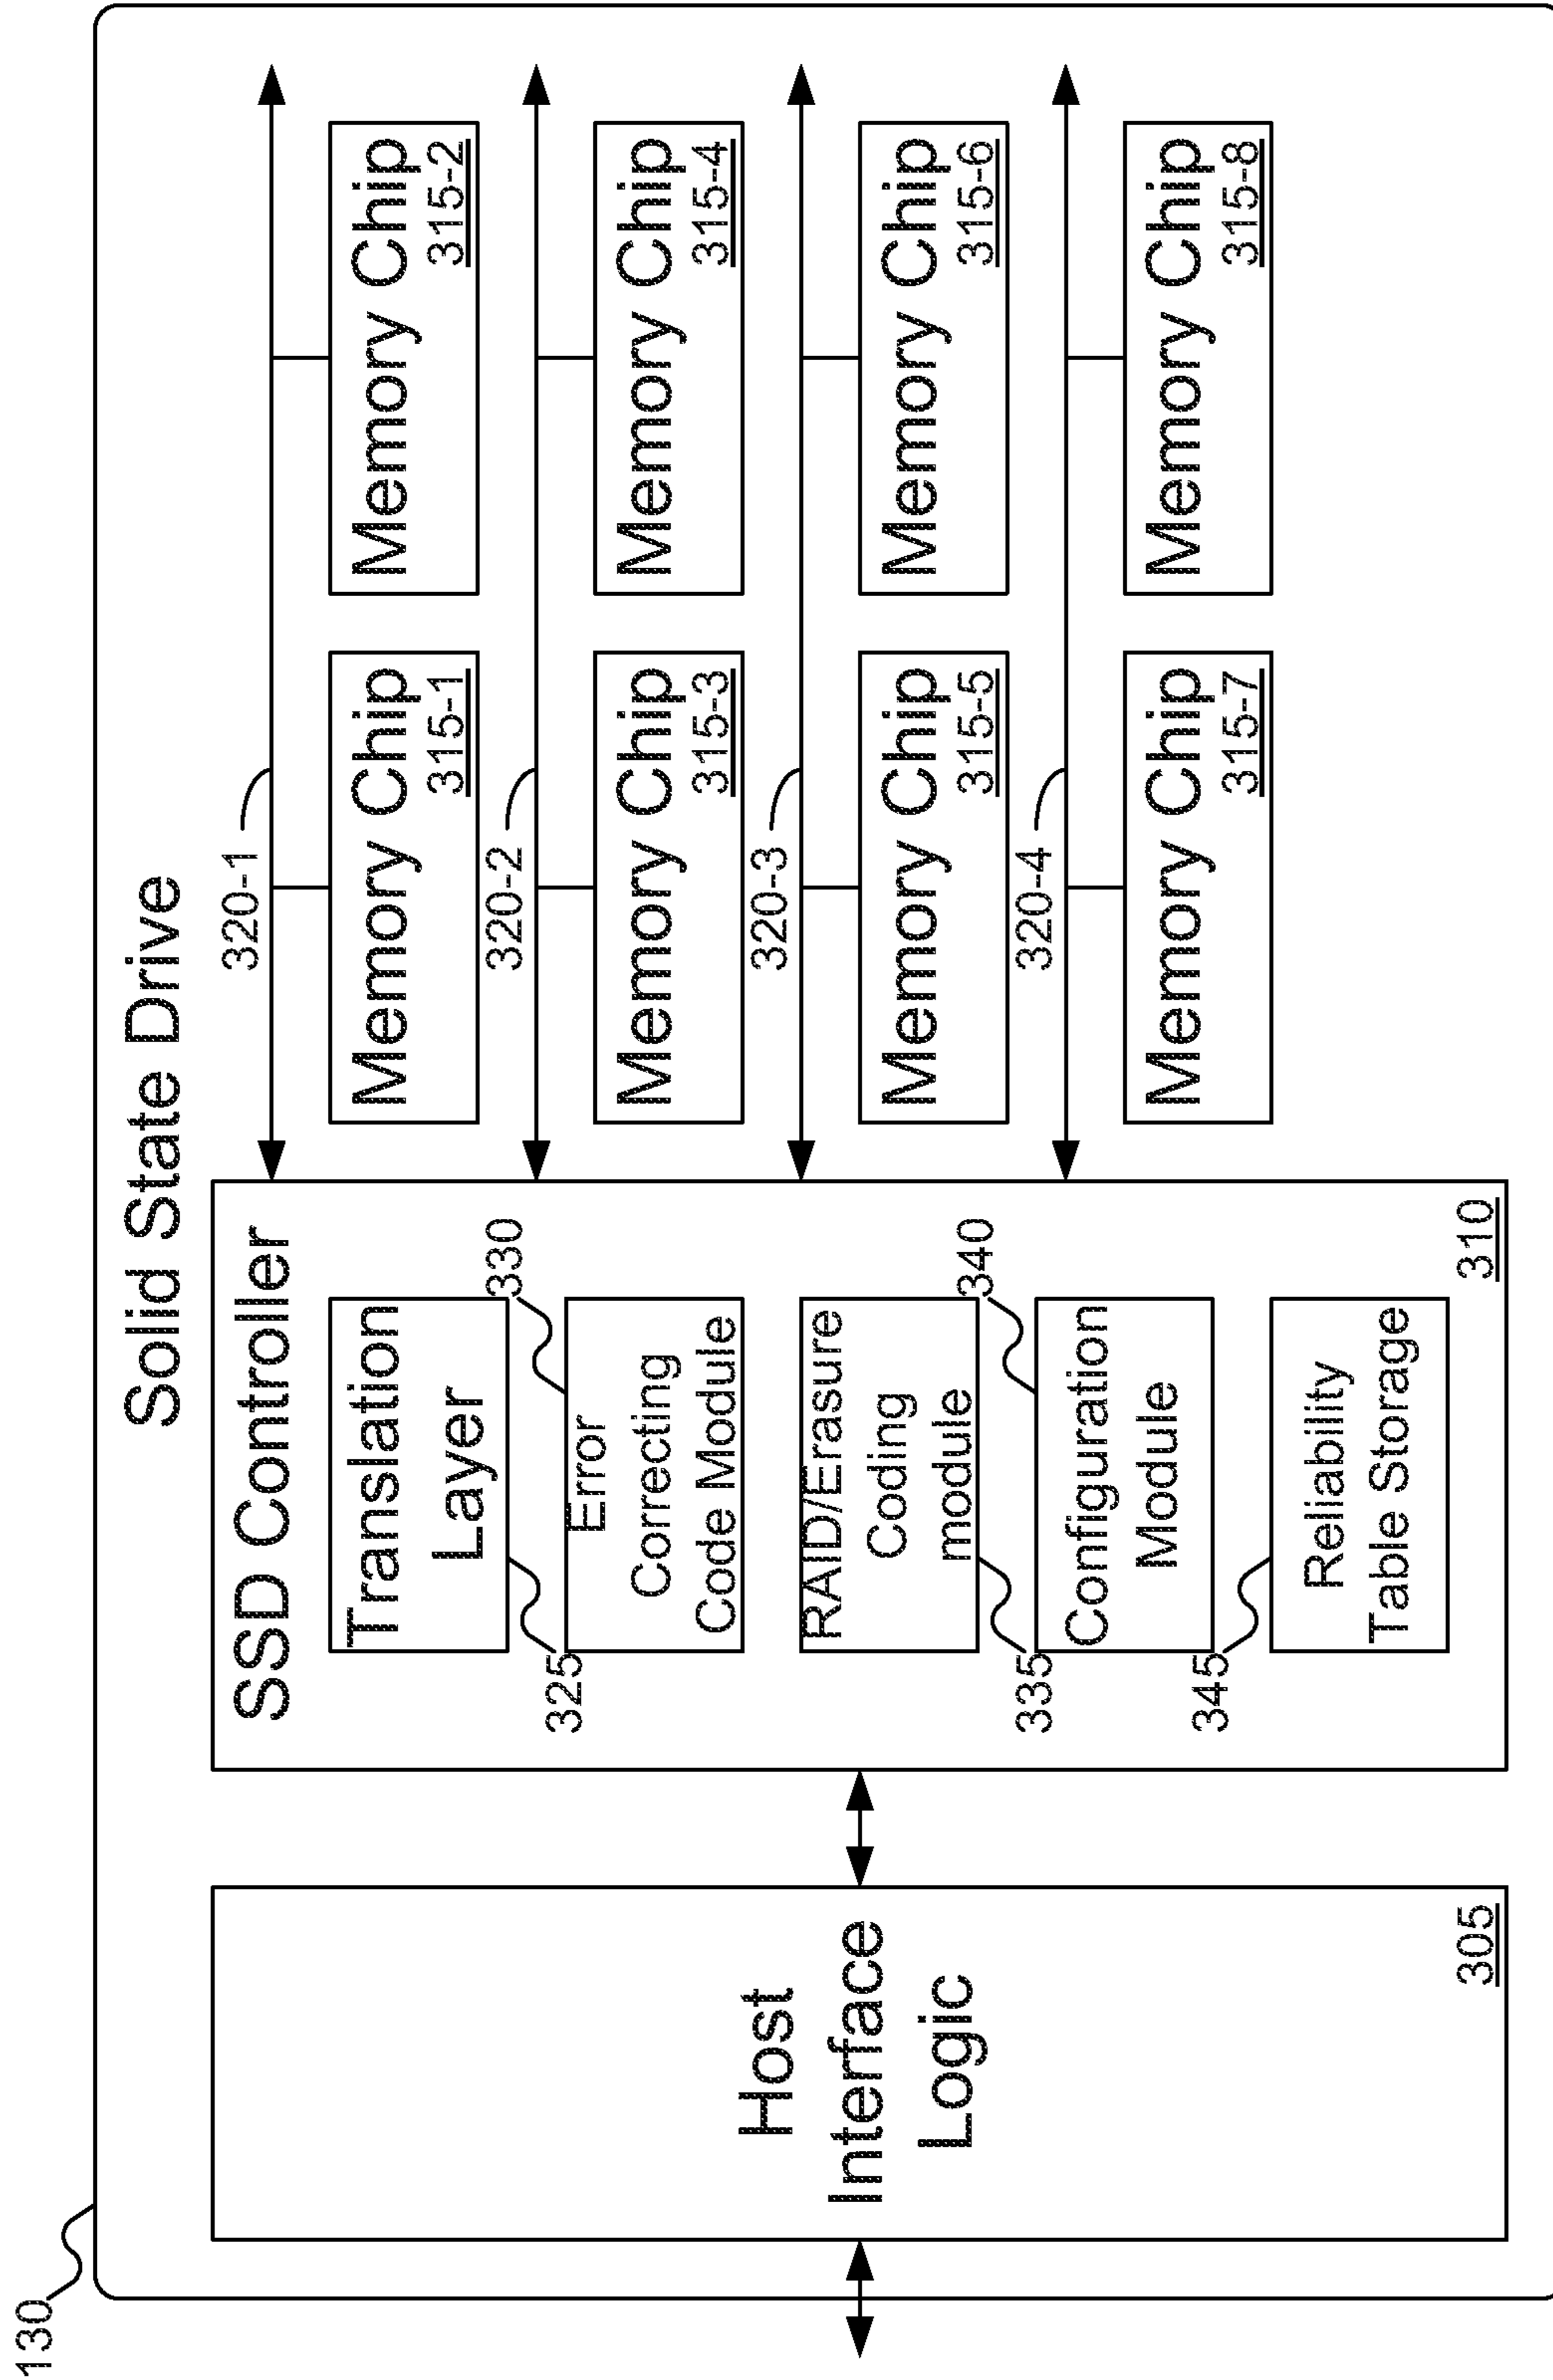 130
Solid State Drive
Host
Interface
Logic
305
SSD Controller
Translation
Layer
325
330
Error
Correcting
Code Module
RAID/Erasure
Coding
module
335
340
Configuration
Module
345
Reliability
Table Storage
310
320-1
Memory Chip
315-1
Memory Chip
315-2
320-2
Memory Chip
315-3
Memory Chip
315-4
320-3
Memory Chip
315-5
Memory Chip
315-6
320-4
Memory Chip
315-7
Memory Chip
315-8